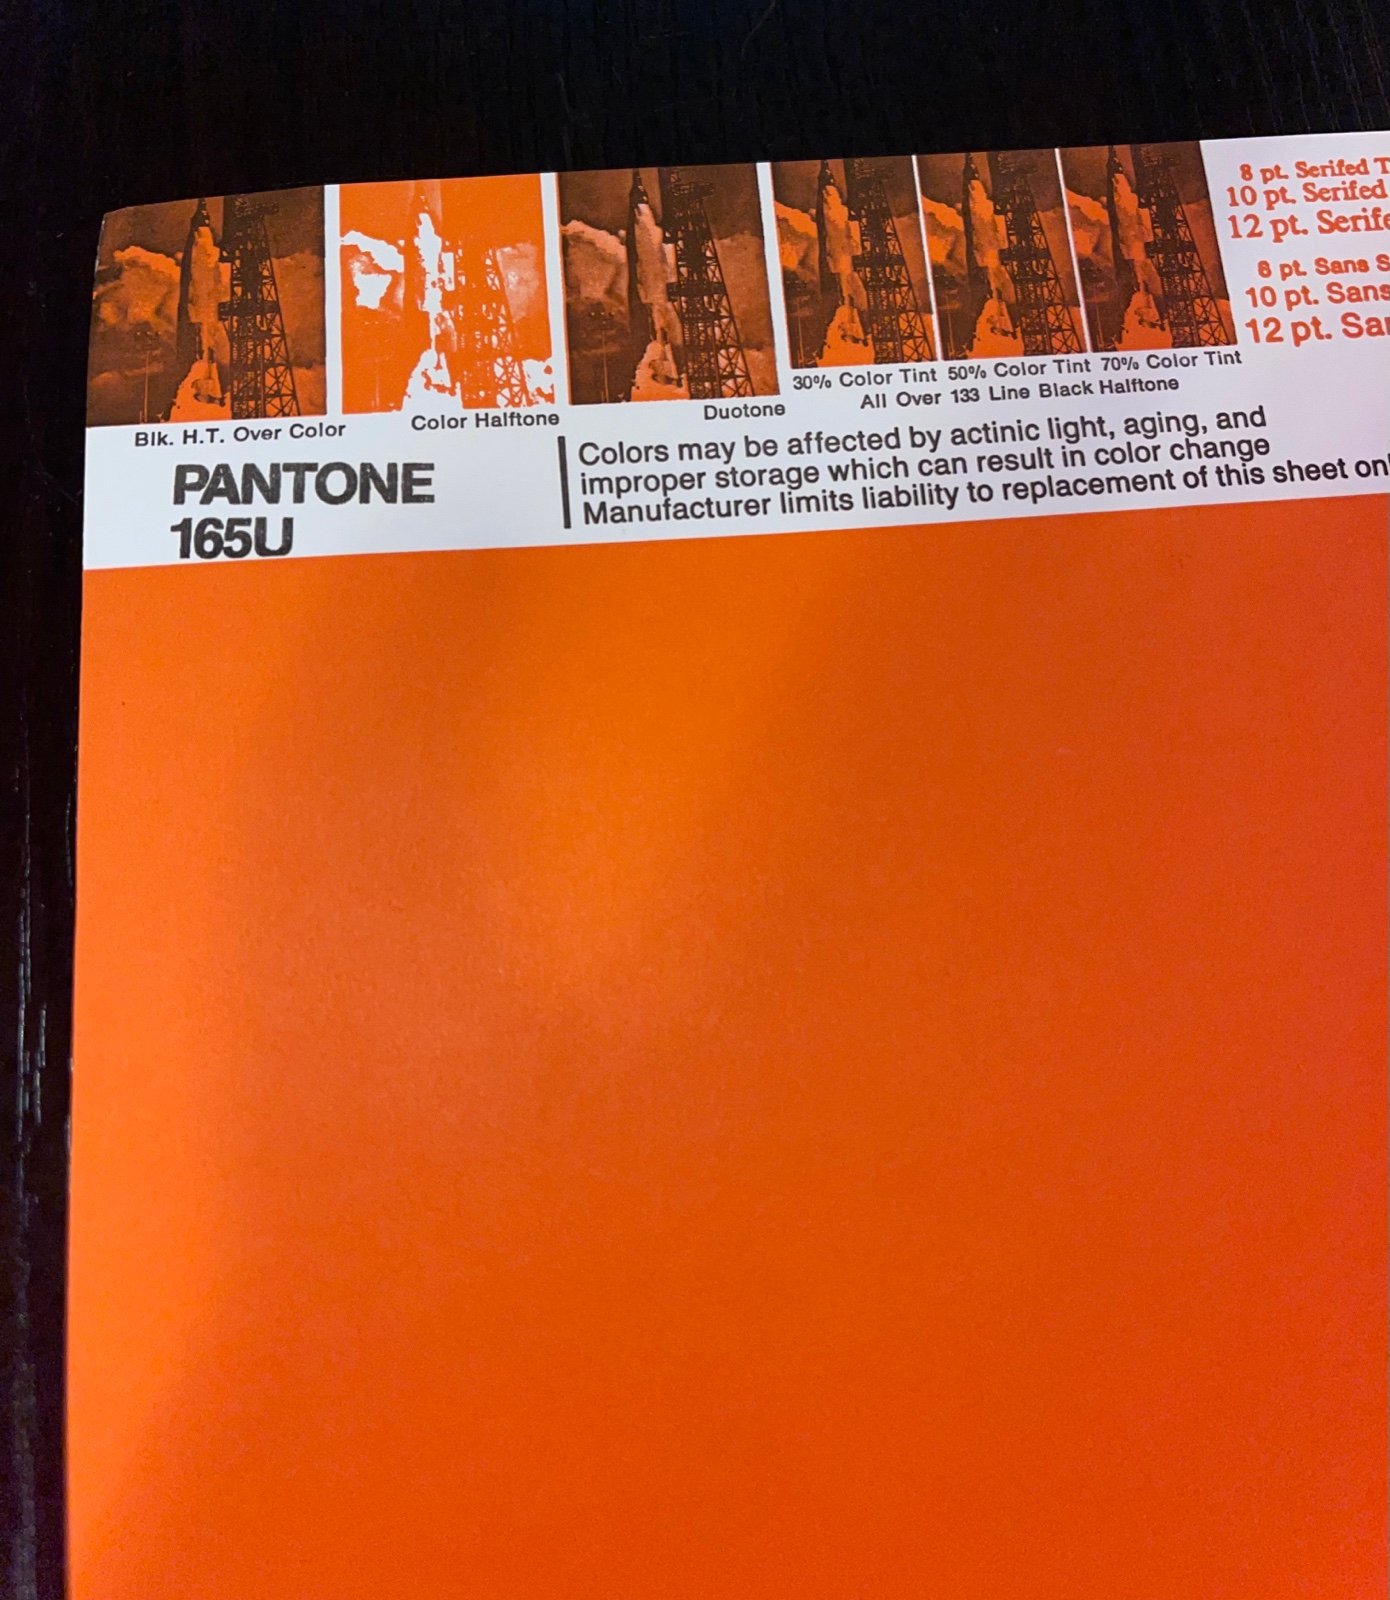 8 pt. Serifed
10 pt. Serifed
12 pt.
8 pt. Sans
10 pt. Sans
12 pt.
30% Color Tint 50% Color Tint 70% Color Tint
All Over 133 Line Black Halftone
Blk. H.T. Over Color
Color Halftone
Duotone
PANTONE
165U
Colors may be affected by actinic light, aging, and
improper storage which can result in color change
Manufacturer limits liability to replacement of this sheet